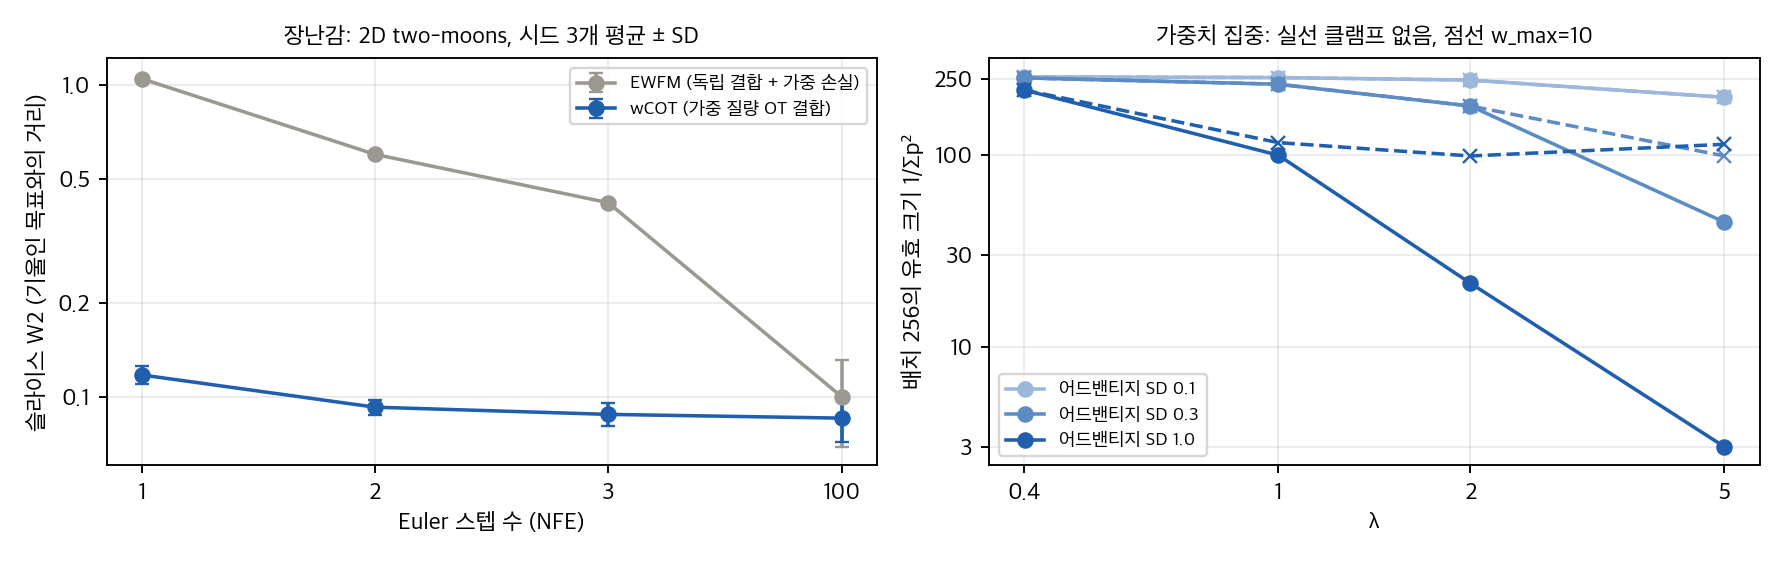 장난감: 2D two-moons, 시드 3개 평균 ± SD
슬라이스 W2 (기울인 목표와의 거리)
1.0
0.5
0.2
0.1
EWFM (독립 결합 + 가중 손실)
wCOT (가중 질량 OT 결합)
1 2 3 100
Euler 스텝 수 (NFE)
가중치 집중: 실선 클램프 없음, 점선 w_max=10
배치 256의 유효 크기 1/Σp²
250
100
30
10
3
어드밴티지 SD 0.1
어드밴티지 SD 0.3
어드밴티지 SD 1.0
0.4 1 2 5
λ